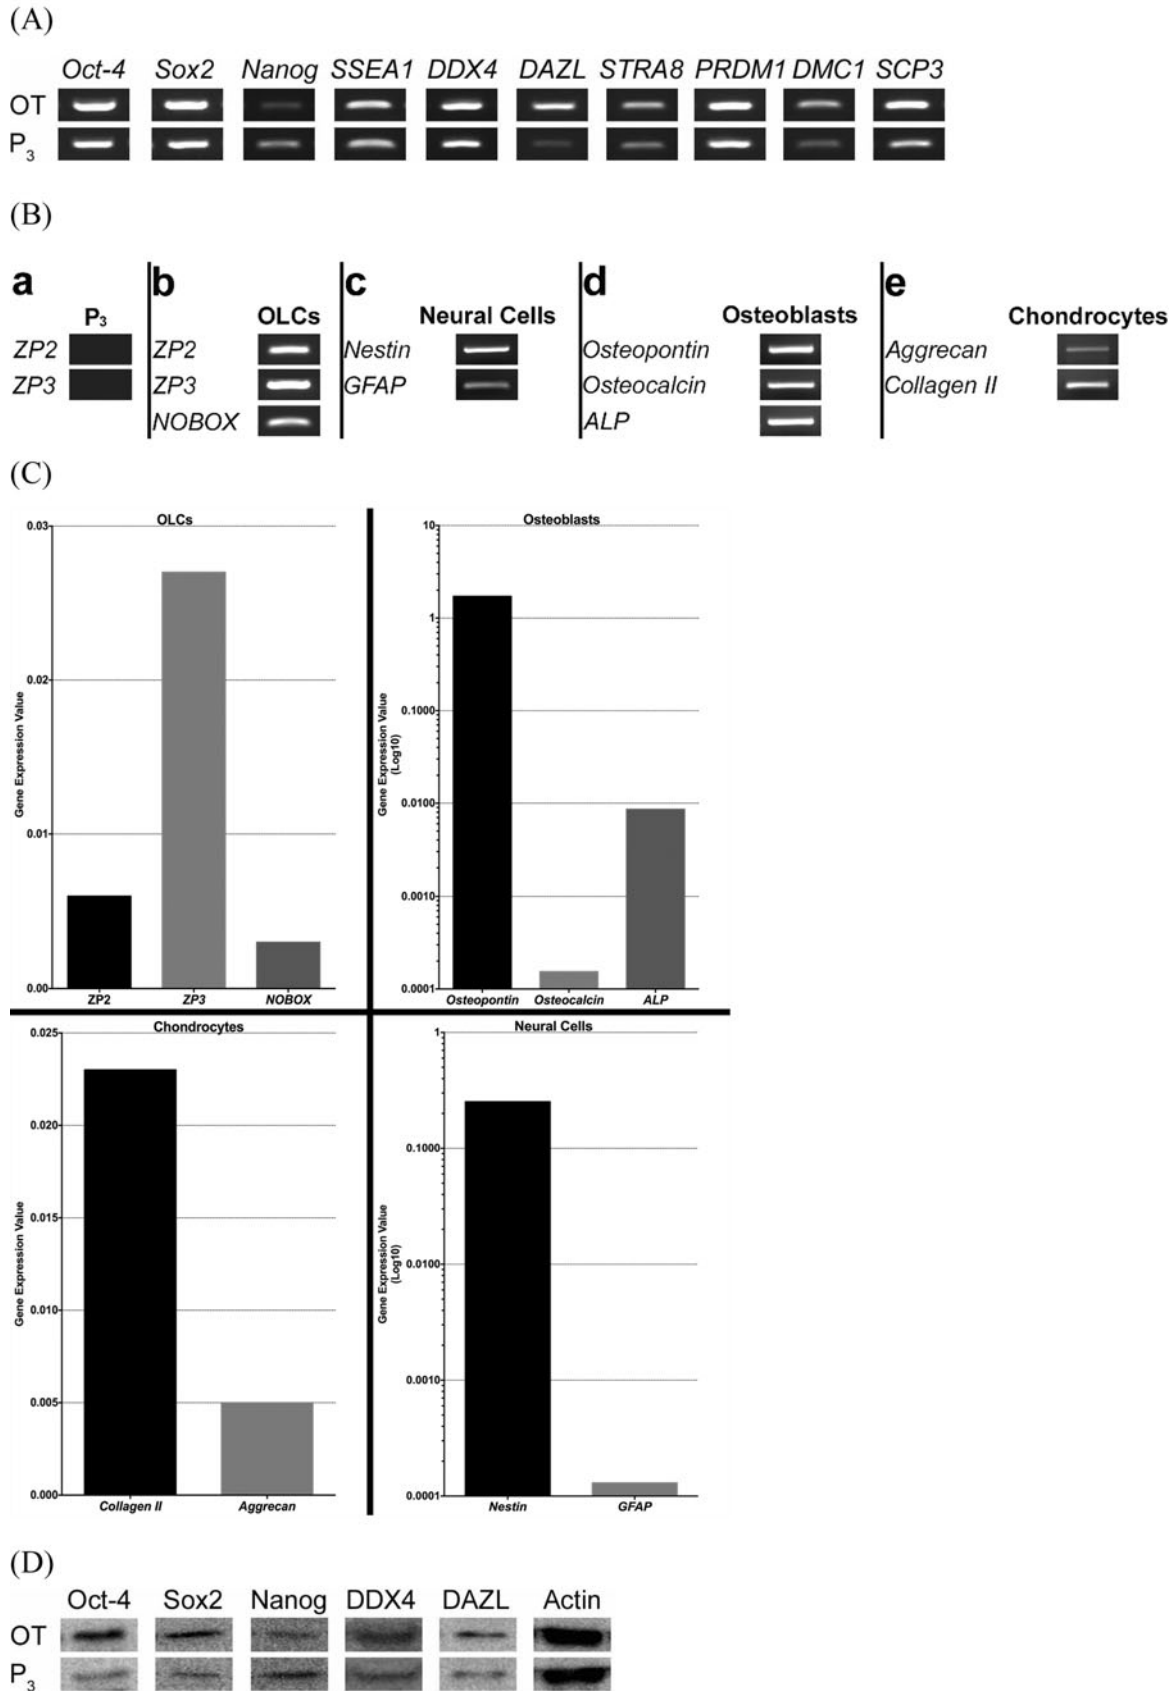 (A)
Oct-4 Sox2 Nanog SSEA1 DDX4 DAZL STRA8 PRDM1 DMC1 SCP3
OT
P3
(B)
a b c d e
P3 OLCs Neural Cells Osteoblasts Chondrocytes
ZP2 ZP2 Nestin Osteopontin Aggrecan
ZP3 ZP3 GFAP Osteocalcin Collagen II
NOBOX ALP
(C)
OLCs
Gene Expression Value
0.03
0.02
0.01
0.00
ZP2 ZP3 NOBOX
Osteoblasts
Gene Expression Value
(Log10)
10
1
0.1000
0.0100
0.0010
0.0001
Osteopontin Osteocalcin ALP
Chondrocytes
Gene Expression Value
0.025
0.020
0.015
0.010
0.005
0.000
Collagen II Aggrecan
Neural Cells
Gene Expression Value
(Log10)
1
0.1000
0.0100
0.0010
0.0001
Nestin GFAP
(D)
Oct-4 Sox2 Nanog DDX4 DAZL Actin
OT
P3